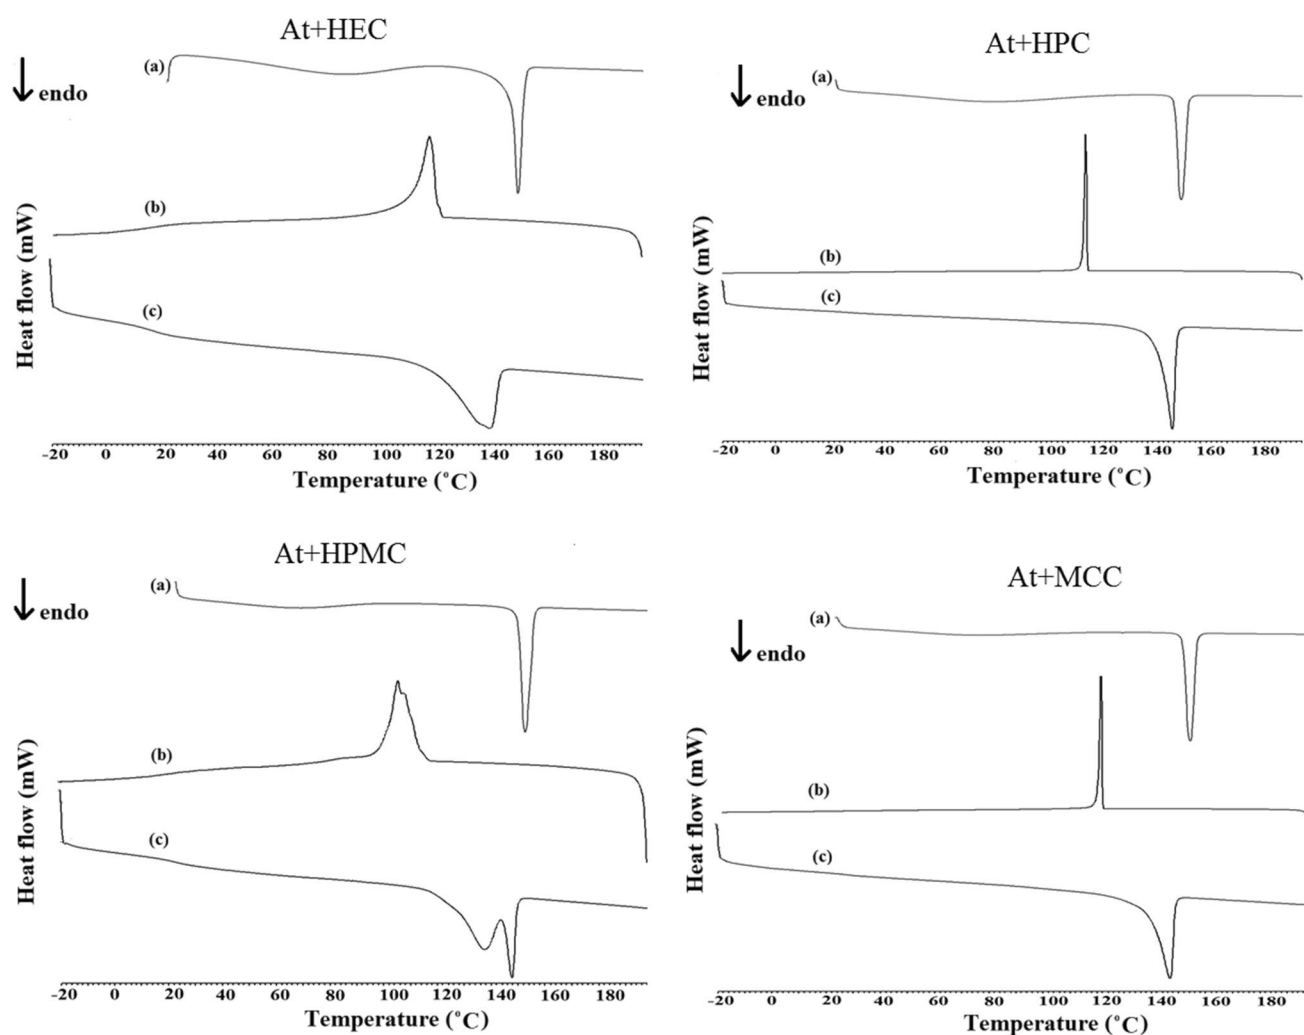 At+HEC
(a)
endo
(b)
(c)
Heat flow (mW)
-20 0 20 40 60 80 100 120 140 160 180
Temperature (°C)
At+HPC
(a)
endo
(b)
(c)
Heat flow (mW)
-20 0 20 40 60 80 100 120 140 160 180
Temperature (°C)
At+HPMC
(a)
endo
(b)
(c)
Heat flow (mW)
-20 0 20 40 60 80 100 120 140 160 180
Temperature (°C)
At+MCC
(a)
endo
(b)
(c)
Heat flow (mW)
-20 0 20 40 60 80 100 120 140 160 180
Temperature (°C)